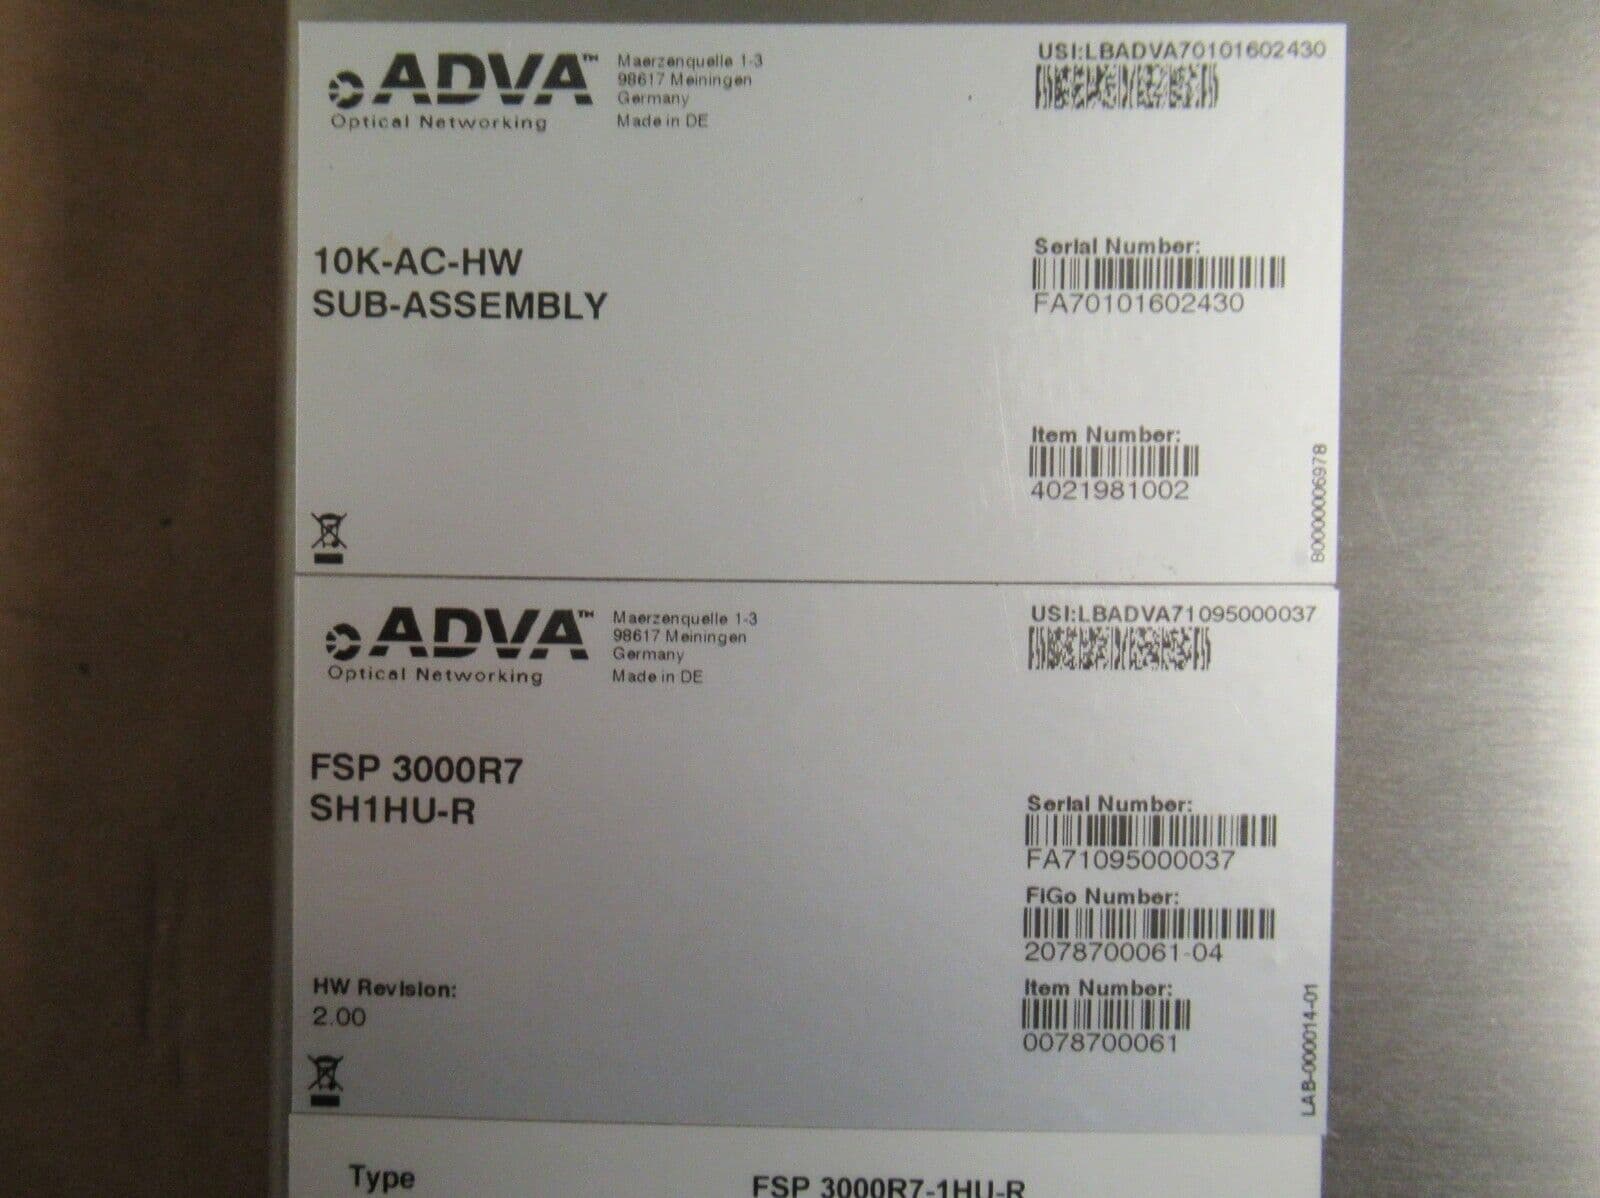 ADVA™
Optical Networking
Maerzenquelle 1-3
98617 Meiningen
Germany
Made in DE
USI:LBADVA70101602430
10K-AC-HW
SUB-ASSEMBLY
Serial Number:
FA70101602430
Item Number:
4021981002
8000006978
ADVA™
Optical Networking
Maerzenquelle 1-3
98617 Meiningen
Germany
Made in DE
USI:LBADVA71095000037
FSP 3000R7
SH1HU-R
Serial Number:
FA71095000037
FiGo Number:
2078700061-04
HW Revision:
2.00
Item Number:
0078700061
LAB-000014-01
Type FSP 3000R7-1HU-R